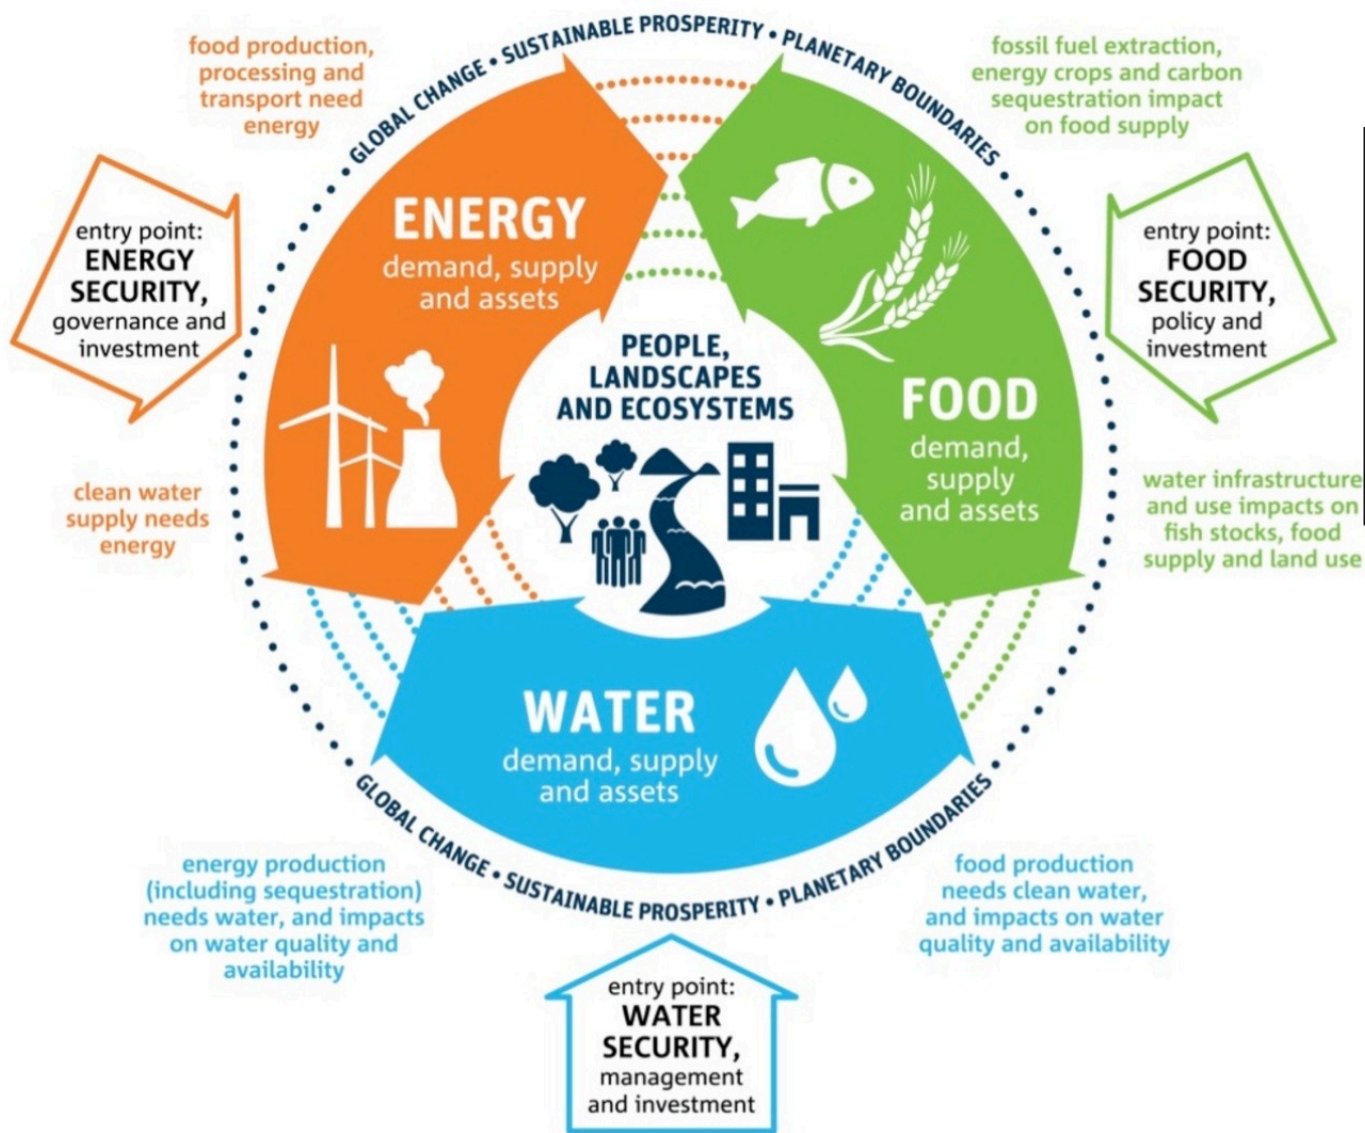 GLOBAL CHANGE • SUSTAINABLE PROSPERITY • PLANETARY BOUNDARIES
food production,
processing and
transport need
energy
fossil fuel extraction,
energy crops and carbon
sequestration impact
on food supply
entry point:
ENERGY
SECURITY,
governance and
investment
ENERGY
demand, supply
and assets
entry point:
FOOD
SECURITY,
policy and
investment
PEOPLE,
LANDSCAPES
AND ECOSYSTEMS
FOOD
demand,
supply
and assets
clean water
supply needs
energy
water infrastructure
and use impacts on
fish stocks, food
supply and land use
WATER
demand, supply
and assets
GLOBAL CHANGE • SUSTAINABLE PROSPERITY • PLANETARY BOUNDARIES
energy production
(including sequestration)
needs water, and impacts
on water quality and
availability
food production
needs clean water,
and impacts on water
quality and availability
entry point:
WATER
SECURITY,
management
and investment